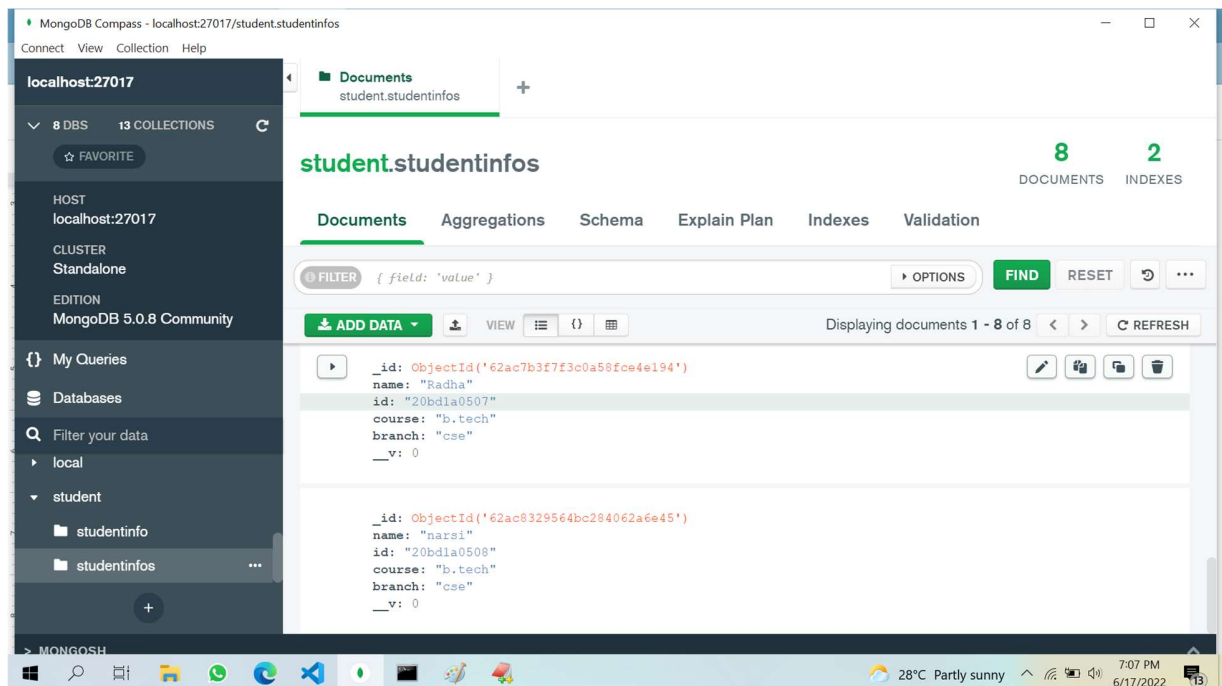 MongoDB Compass - localhost:27017/student.studentinfos
Connect View Collection Help
localhost:27017
8 DBS 13 COLLECTIONS
FAVORITE
HOST
localhost:27017
CLUSTER
Standalone
EDITION
MongoDB 5.0.8 Community
{} My Queries
Databases
Filter your data
local
student
studentinfo
studentinfos
+
>_MONGOSH
Documents
student.studentinfos
+
student.studentinfos
8
DOCUMENTS
2
INDEXES
Documents Aggregations Schema Explain Plan Indexes Validation
FILTER { field: 'value' } OPTIONS FIND RESET
ADD DATA VIEW {} Displaying documents 1 - 8 of 8 < > REFRESH
_id: ObjectId('62ac7b3f7f3c0a58fce4e194')
name: "Radha"
id: "20bd1a0507"
course: "b.tech"
branch: "cse"
__v: 0
_id: ObjectId('62ac8329564bc284062a6e45')
name: "narsi"
id: "20bd1a0508"
course: "b.tech"
branch: "cse"
__v: 0
28°C Partly sunny
7:07 PM
6/17/2022
13